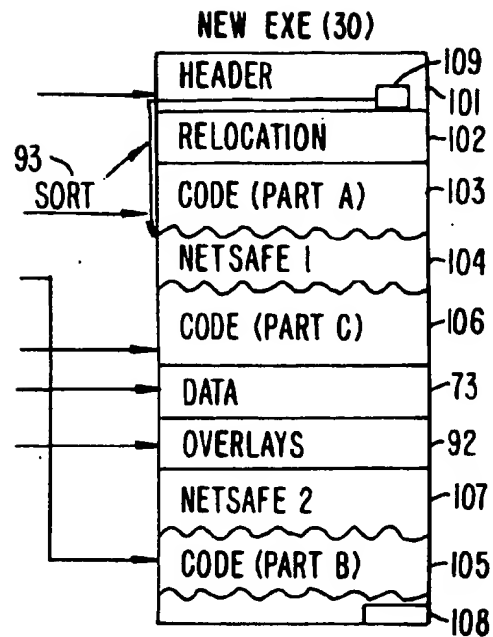 NEW EXE (30)
HEADER
109
101
RELOCATION
102
93
SORT
CODE (PART A)
103
NETSAFE 1
104
CODE (PART C)
106
DATA
73
OVERLAYS
92
NETSAFE 2
107
CODE (PART B)
105
108